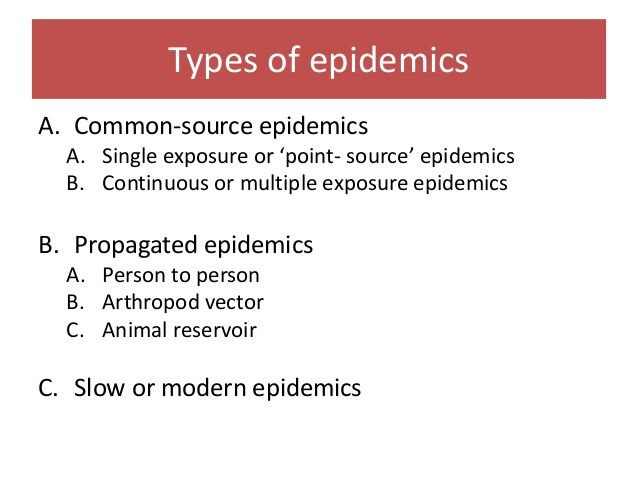 Types of epidemics
A. Common-source epidemics
A. Single exposure or ‘point- source’ epidemics
B. Continuous or multiple exposure epidemics
B. Propagated epidemics
A. Person to person
B. Arthropod vector
C. Animal reservoir
C. Slow or modern epidemics